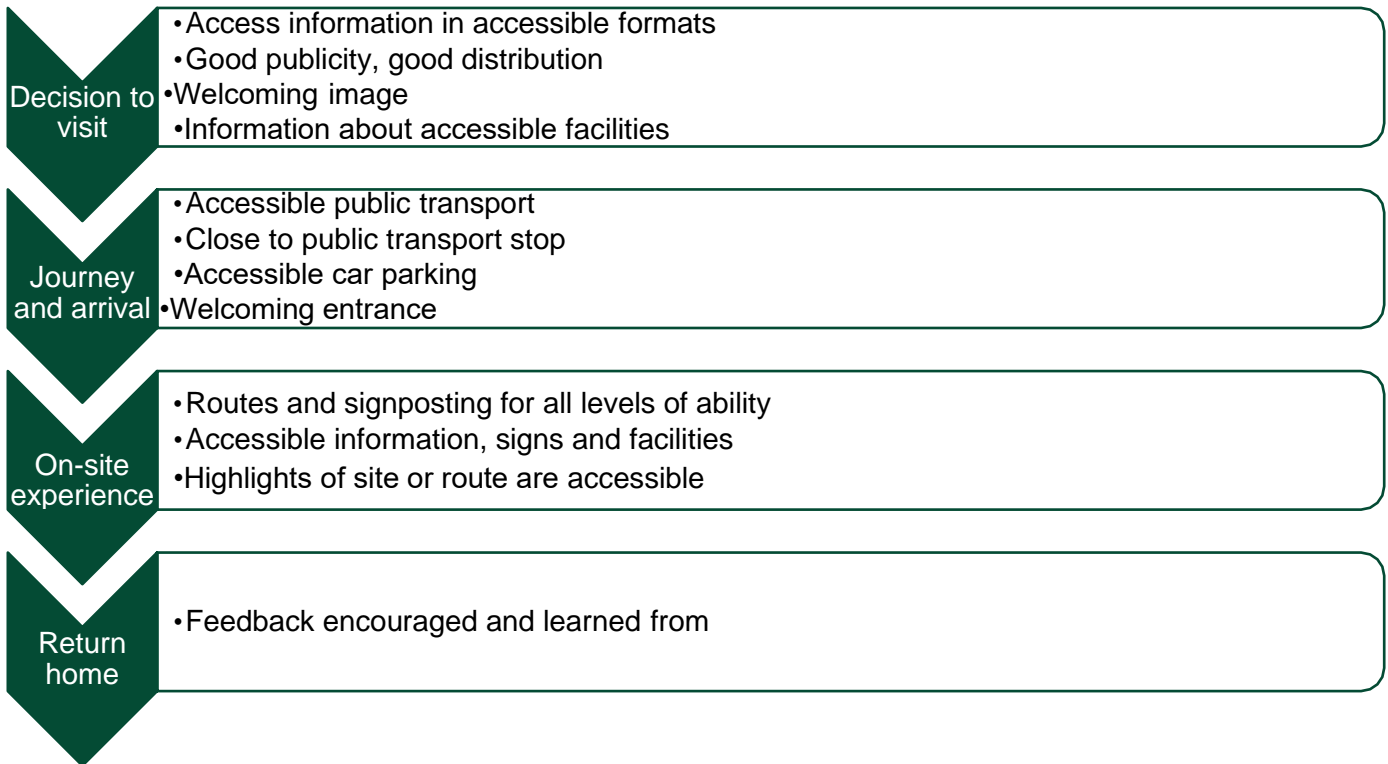 Decision to
visit
•Access information in accessible formats
•Good publicity, good distribution
•Welcoming image
•Information about accessible facilities
Journey
and arrival
•Accessible public transport
•Close to public transport stop
•Accessible car parking
•Welcoming entrance
On-site
experience
•Routes and signposting for all levels of ability
•Accessible information, signs and facilities
•Highlights of site or route are accessible
Return
home
•Feedback encouraged and learned from